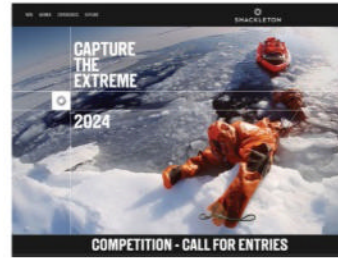 SHACKLETON
CAPTURE
THE
EXTREME
2024
COMPETITION - CALL FOR ENTRIES